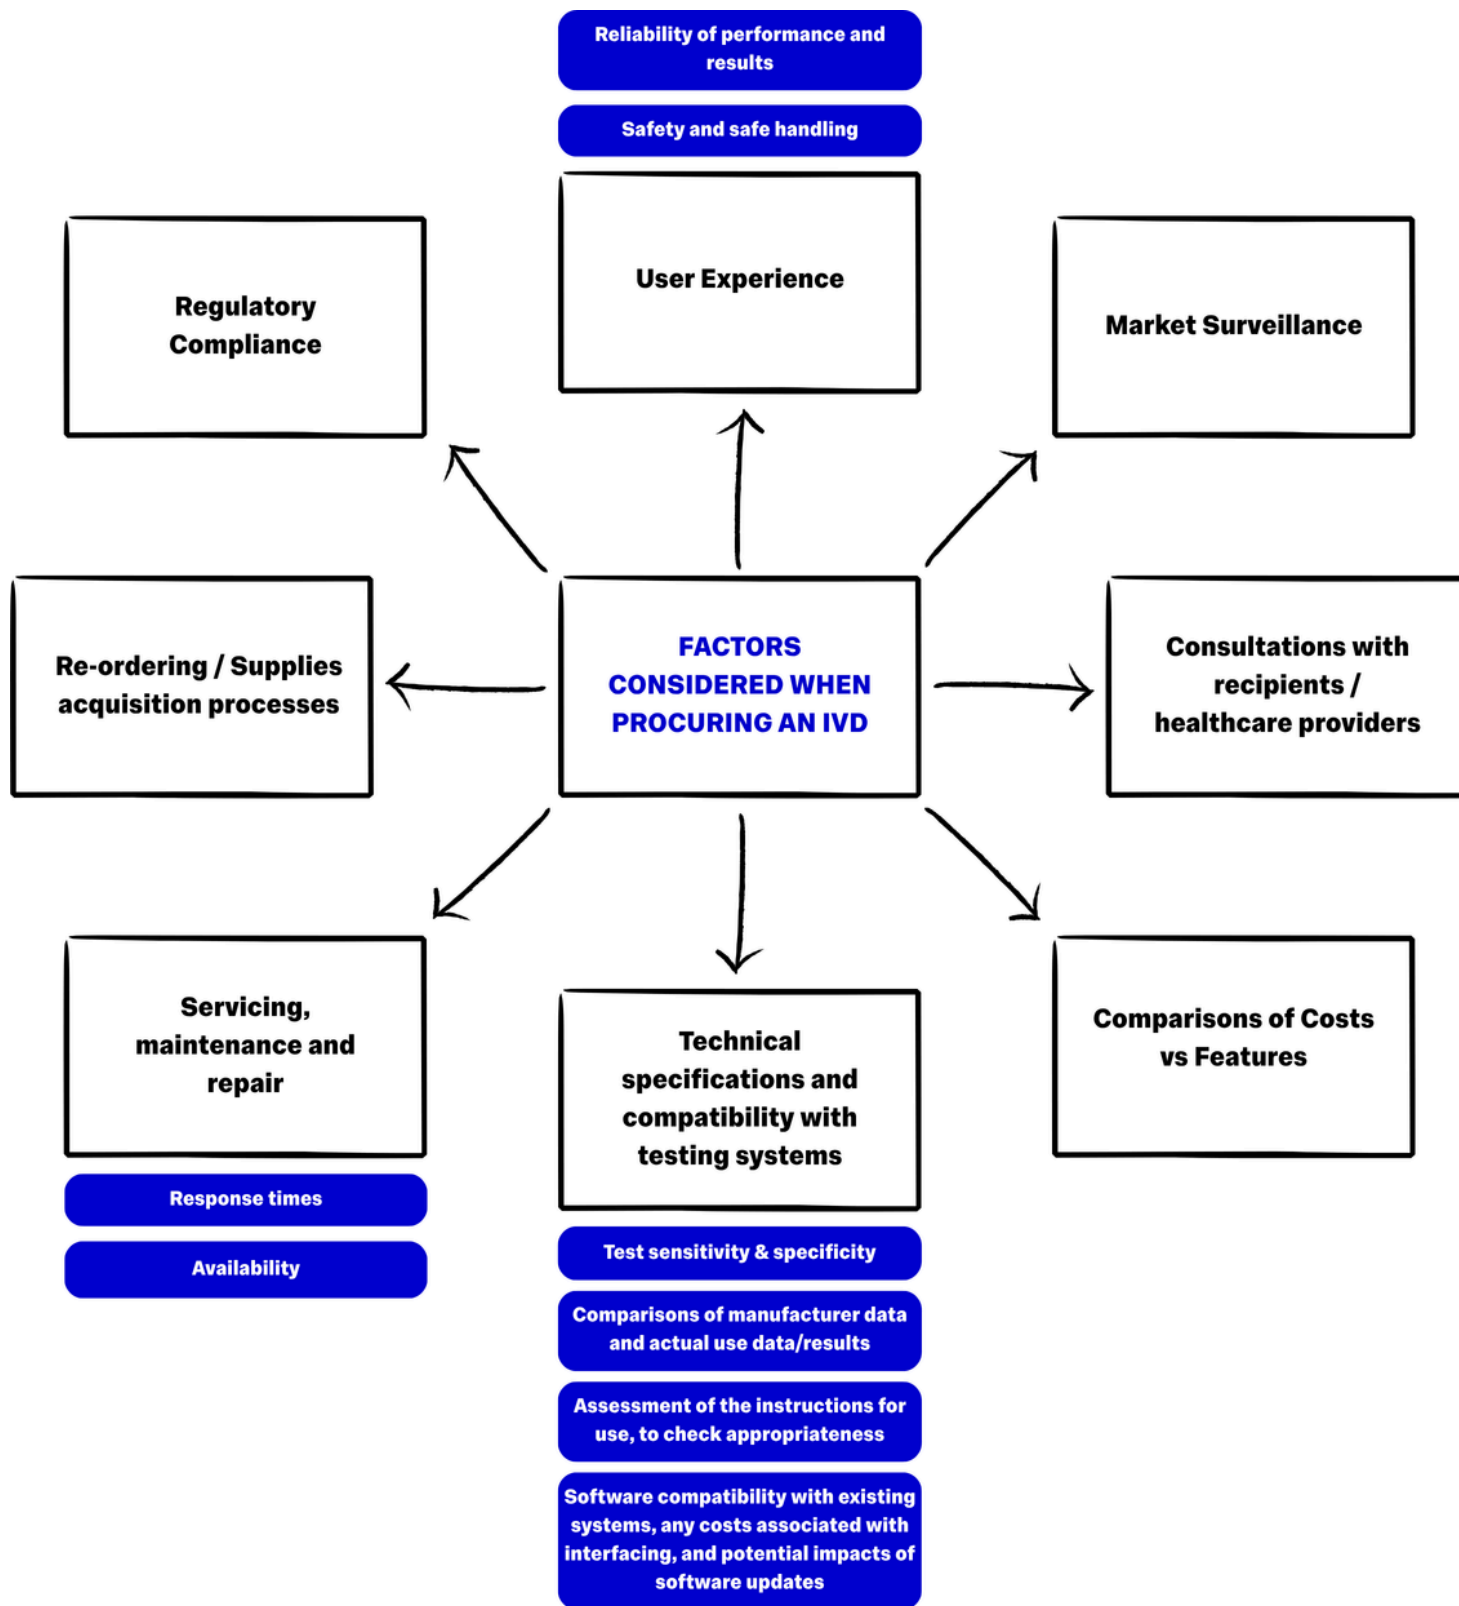 Reliability of performance and
results
Safety and safe handling
User Experience
Regulatory
Compliance
Market Surveillance
Re-ordering / Supplies
acquisition processes
FACTORS
CONSIDERED WHEN
PROCURING AN IVD
Consultations with
recipients /
healthcare providers
Servicing,
maintenance and
repair
Response times
Availability
Technical
specifications and
compatibility with
testing systems
Test sensitivity & specificity
Comparisons of manufacturer data
and actual use data/results
Assessment of the instructions for
use, to check appropriateness
Software compatibility with existing
systems, any costs associated with
interfacing, and potential impacts of
software updates
Comparisons of Costs
vs Features